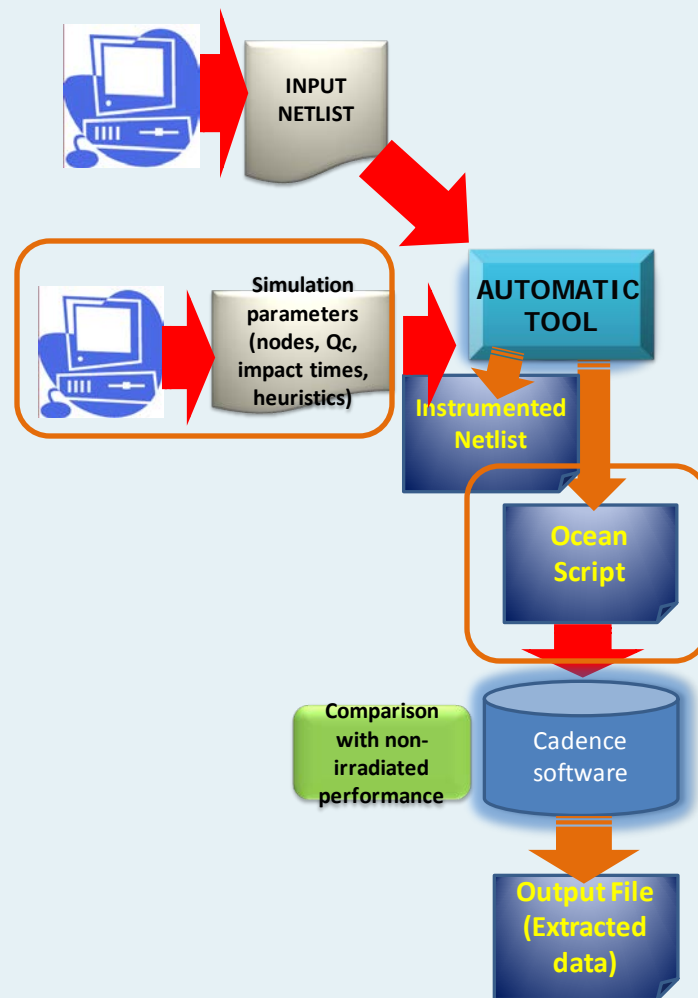 INPUT
NETLIST
Simulation
parameters
(nodes, Qc,
impact times,
heuristics)
AUTOMATIC
TOOL
Instrumented
Netlist
Ocean
Script
Comparison
with non-
irradiated
performance
Cadence
software
Output File
(Extracted
data)